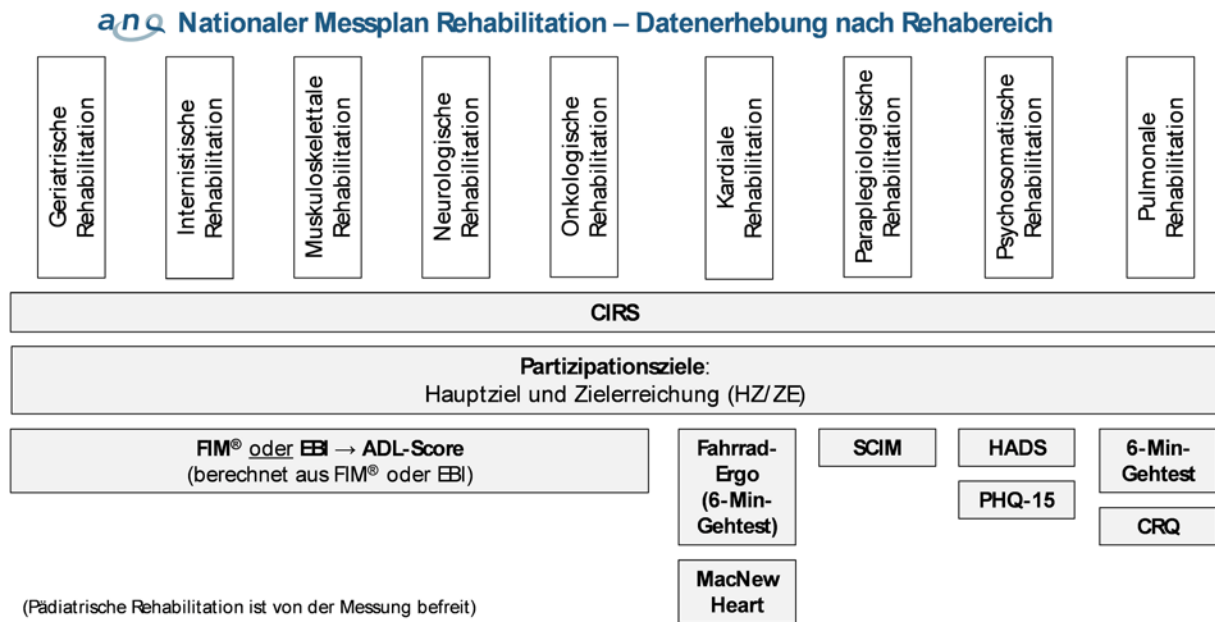 anq Nationaler Messplan Rehabilitation – Datenerhebung nach Rehabereich
Geriatrische
Rehabilitation
Internistische
Rehabilitation
Muskuloskelettale
Rehabilitation
Neurologische
Rehabilitation
Onkologische
Rehabilitation
Kardiale
Rehabilitation
Paraplegiologische
Rehabilitation
Psychosomatische
Rehabilitation
Pulmonale
Rehabilitation
CIRS
Partizipationsziele:
Hauptziel und Zielerreichung (HZ/ZE)
FIM® oder EBI → ADL-Score
(berechnet aus FIM® oder EBI)
Fahrrad-
Ergo
(6-Min-
Gehtest)
MacNew
Heart
SCIM
HADS
PHQ-15
6-Min-
Gehtest
CRQ
(Pädiatrische Rehabilitation ist von der Messung befreit)